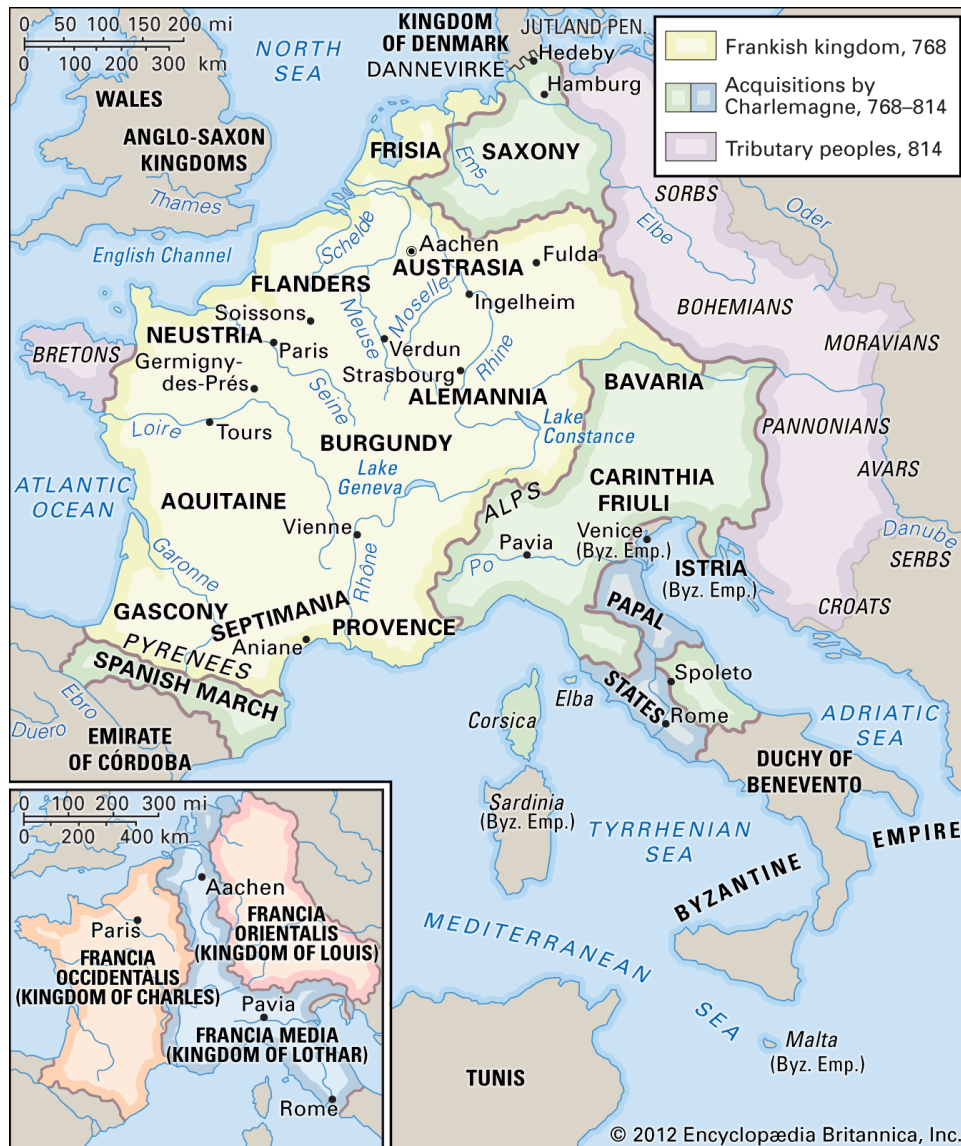 0 50 100 150 200 mi
0 100 200 300
km
NORTH
SEA
KINGDOM
OF DENMARK
DANNEVIRKE
JUTLAND PEN.
Hedeby
Hamburg
Frankish kingdom, 768
Acquisitions by
Charlemagne, 768–814
Tributary peoples, 814
WALES
ANGLO-SAXON
KINGDOMS
Thames
English Channel
FRISIA
Ems
SAXONY
SORBS
Elbe
Oder
Schelde
Aachen
AUSTRASIA
Fulda
FLANDERS
Meuse
Moselle
Ingelheim
BOHEMIANS
MORAVIANS
Soissons
NEUSTRIA
Paris
Verdun
Rhine
BRETONS
Germigny-
des-Prés
Seine
Strasbourg
ALEMANNIA
BAVARIA
Loire
Tours
BURGUNDY
Lake
Constance
PANNONIANS
AVARS
ATLANTIC
OCEAN
AQUITAINE
Lake
Geneva
ALPS
CARINTHIA
FRIULI
Vienne
Pavia
Venice
(Byz. Emp.)
Danube
SERBS
Garonne
Rhône
Po
ISTRIA
(Byz. Emp.)
CROATS
GASCONY
SEPTIMANIA
PROVENCE
PAPAL
STATES
PYRENEES
Aniane
SPANISH MARCH
Spoleto
Rome
Ebro
Duero
EMIRATE
OF CÓRDOBA
Corsica
Elba
ADRIATIC
SEA
DUCHY OF
BENEVENTO
Sardinia
(Byz. Emp.)
TYRRHENIAN
SEA
BYZANTINE
EMPIRE
MEDITERRANEAN
SEA
Malta
(Byz. Emp.)
TUNIS
0 100 200 300 mi
0 200 400 km
Aachen
Paris
FRANCIA
ORIENTALIS
(KINGDOM OF LOUIS)
FRANCIA
OCCIDENTALIS
(KINGDOM OF CHARLES)
Pavia
FRANCIA MEDIA
(KINGDOM OF LOTHAR)
Rome
© 2012 Encyclopædia Britannica, Inc.